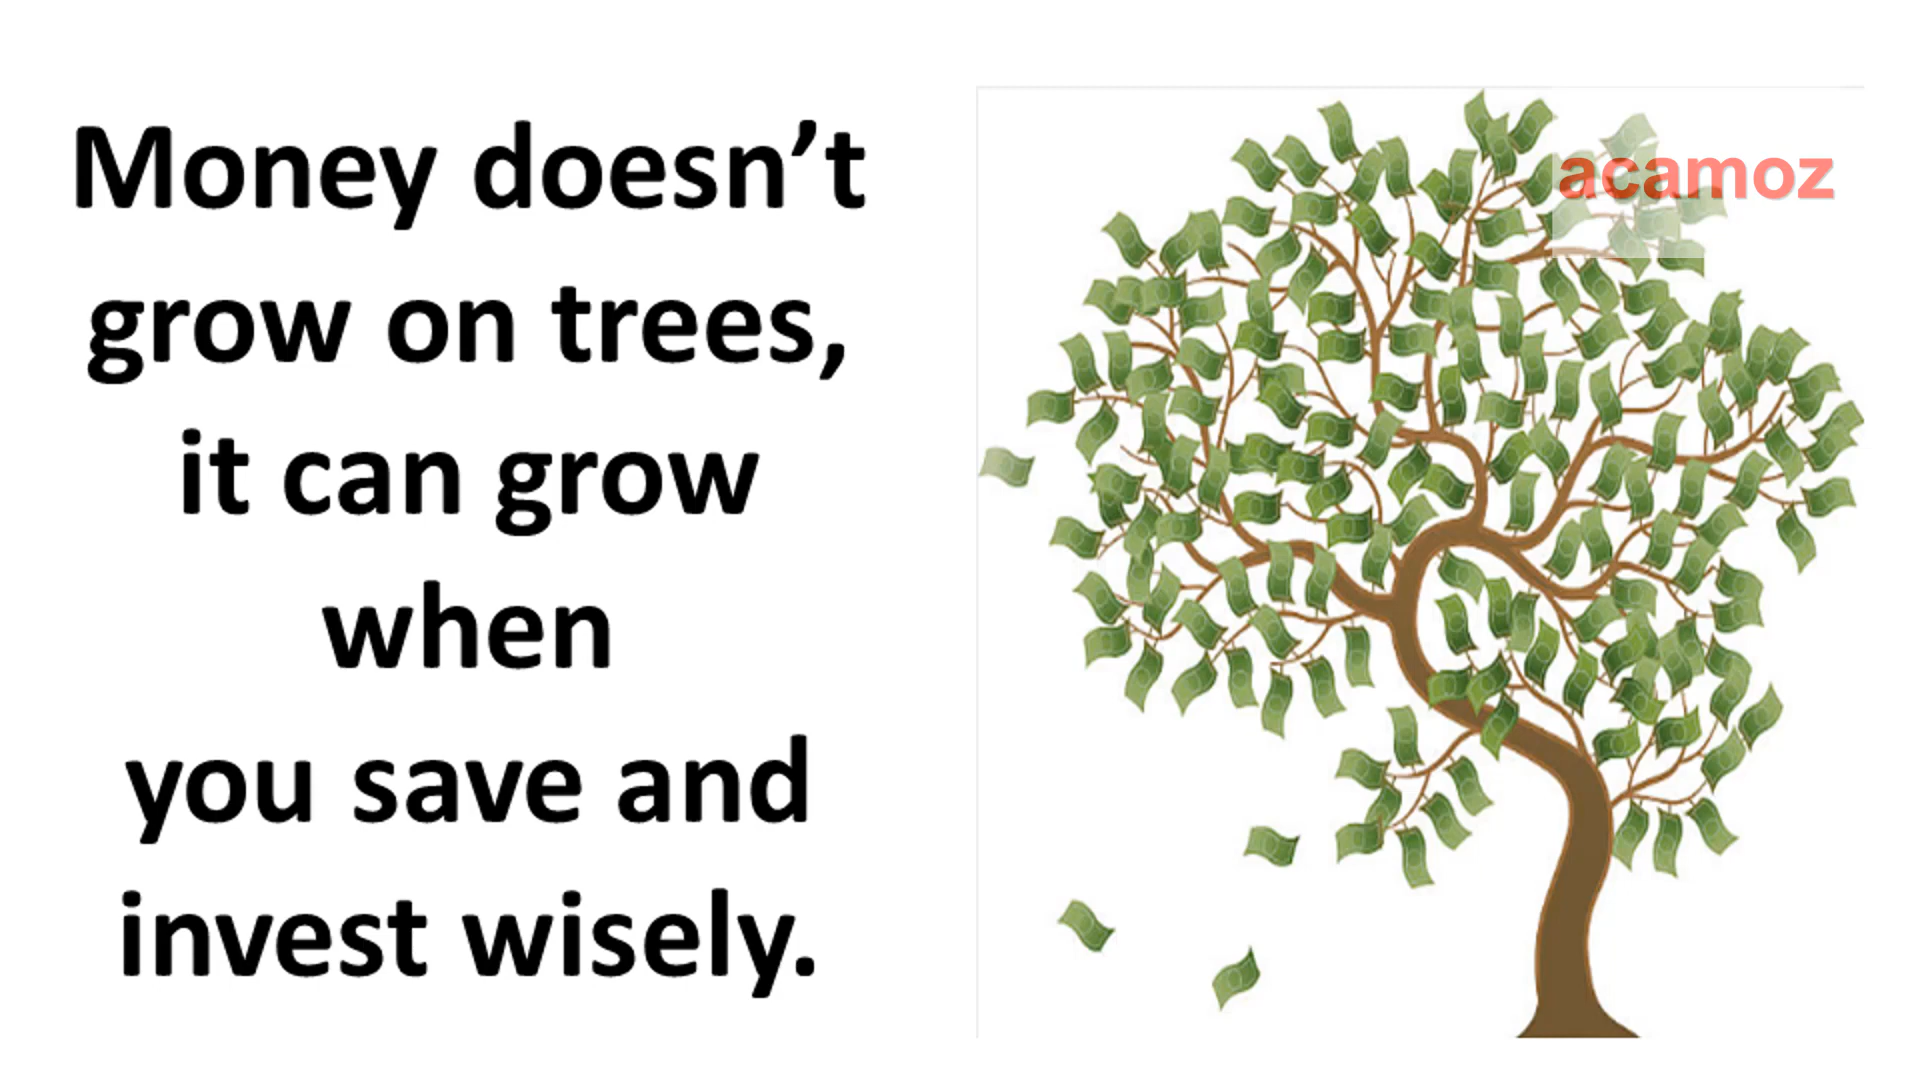 Money doesn’t
grow on trees,
it can grow
when
you save and
invest wisely.
acamoz